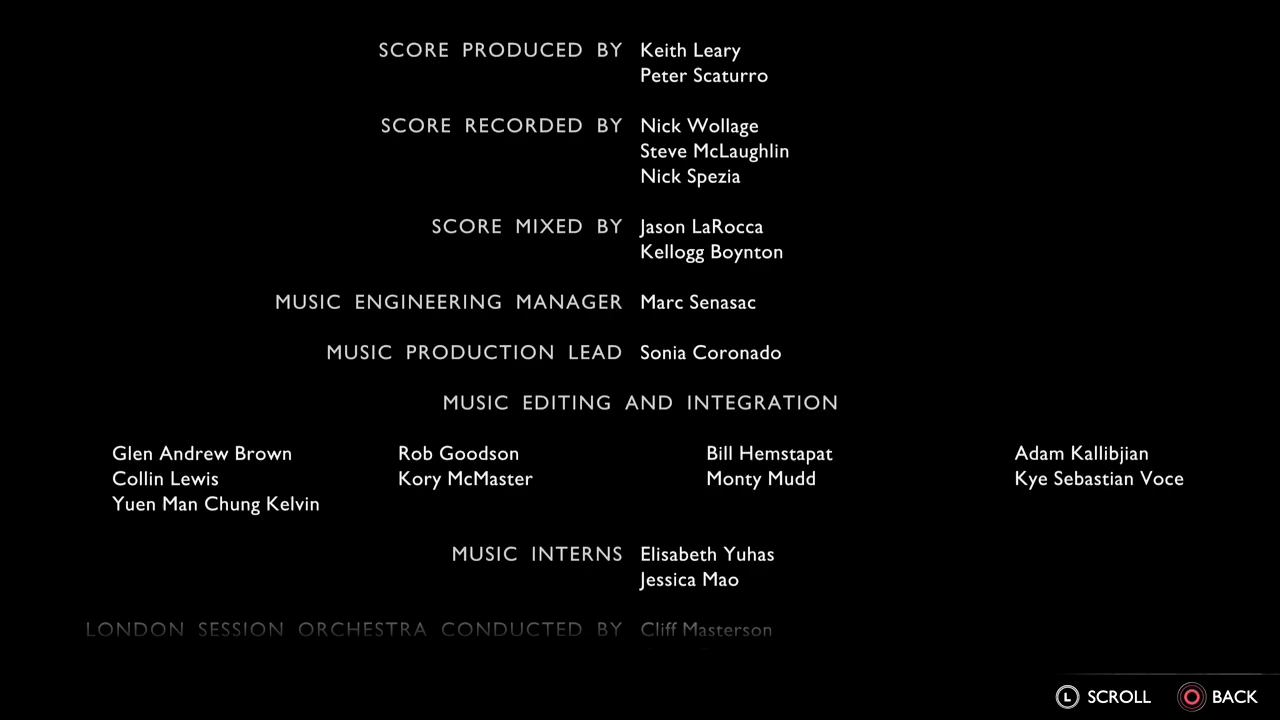 SCORE PRODUCED BY Keith Leary
Peter Scaturro
SCORE RECORDED BY Nick Wollage
Steve McLaughlin
Nick Spezia
SCORE MIXED BY Jason LaRocca
Kellogg Boynton
MUSIC ENGINEERING MANAGER Marc Senasac
MUSIC PRODUCTION LEAD Sonia Coronado
MUSIC EDITING AND INTEGRATION
Glen Andrew Brown Rob Goodson Bill Hemstapat Adam Kallibjian
Collin Lewis Kory McMaster Monty Mudd Kye Sebastian Voce
Yuen Man Chung Kelvin
MUSIC INTERNS Elisabeth Yuhas
Jessica Mao
LONDON SESSION ORCHESTRA CONDUCTED BY Cliff Masterson
L SCROLL BACK